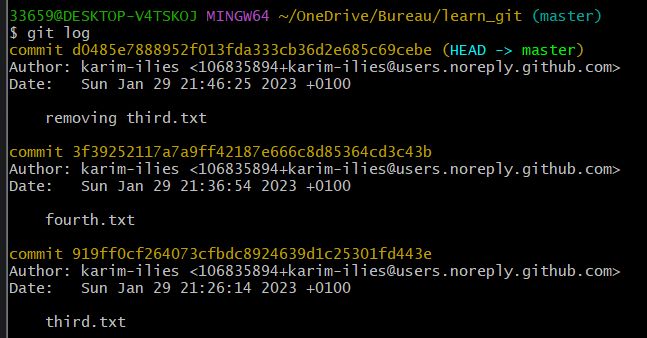 33659@DESKTOP-V4TSKOJ MINGW64 ~/OneDrive/Bureau/learn_git (master)
$ git log
commit d0485e7888952f013fda333cb36d2e685c69cebe (HEAD -> master)
Author: karim-ilies <106835894+karim-ilies@users.noreply.github.com>
Date:   Sun Jan 29 21:46:25 2023 +0100
    removing third.txt
commit 3f39252117a7a9ff42187e666c8d85364cd3c43b
Author: karim-ilies <106835894+karim-ilies@users.noreply.github.com>
Date:   Sun Jan 29 21:36:54 2023 +0100
    fourth.txt
commit 919ff0cf264073cfbdc8924639d1c25301fd443e
Author: karim-ilies <106835894+karim-ilies@users.noreply.github.com>
Date:   Sun Jan 29 21:26:14 2023 +0100
    third.txt